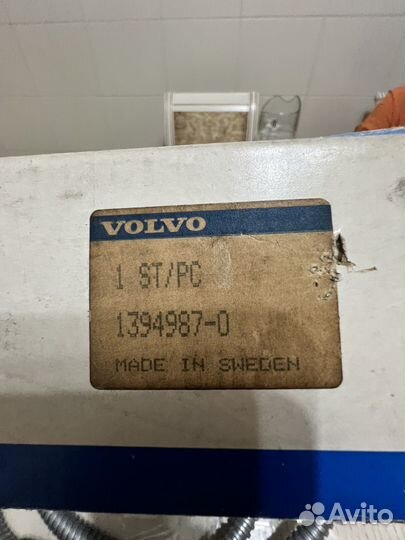 VOLVO
1 ST/PC
1394987-0
MADE IN SWEDEN
Avito